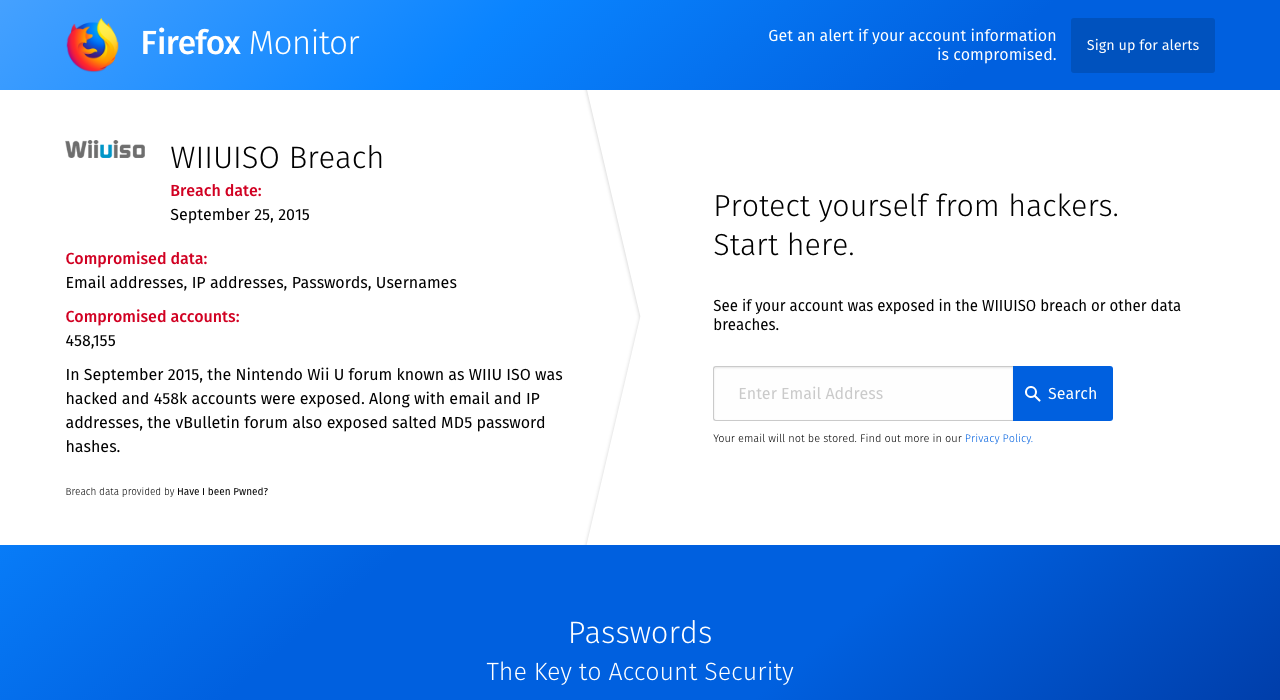 Firefox Monitor
Get an alert if your account information
is compromised.
Sign up for alerts
Wiiuiso
WIIUISO Breach
Breach date:
September 25, 2015
Compromised data:
Email addresses, IP addresses, Passwords, Usernames
Compromised accounts:
458,155
In September 2015, the Nintendo Wii U forum known as WIIU ISO was
hacked and 458k accounts were exposed. Along with email and IP
addresses, the vBulletin forum also exposed salted MD5 password
hashes.
Breach data provided by Have I been Pwned?
Protect yourself from hackers.
Start here.
See if your account was exposed in the WIIUISO breach or other data
breaches.
Enter Email Address
Search
Your email will not be stored. Find out more in our Privacy Policy.
Passwords
The Key to Account Security